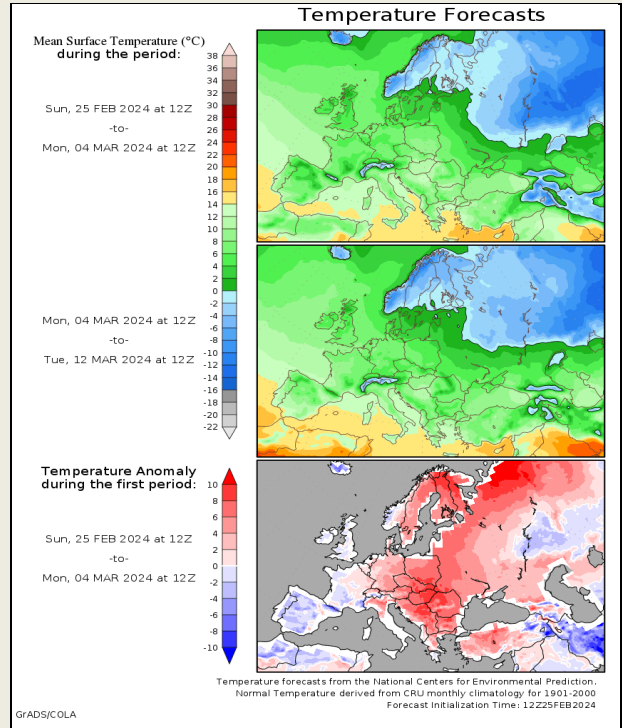 Temperature Forecasts
Mean Surface Temperature (°C)
during the period:
38
36
34
32
30
28
26
24
22
20
18
16
14
12
10
8
6
4
2
0
-2
-4
-6
-8
-10
-12
-14
-16
-18
-20
-22
Sun, 25 FEB 2024 at 12Z
-to-
Mon, 04 MAR 2024 at 12Z
Mon, 04 MAR 2024 at 12Z
-to-
Tue, 12 MAR 2024 at 12Z
Temperature Anomaly
during the first period:
10
8
6
4
2
0
-2
-4
-6
-8
-10
Sun, 25 FEB 2024 at 12Z
-to-
Mon, 04 MAR 2024 at 12Z
Temperature forecasts from the National Centers for Environmental Prediction.
Normal Temperature derived from CRU monthly climatology for 1901-2000
Forecast Initialization Time: 12Z25FEB2024
GrADS/COLA